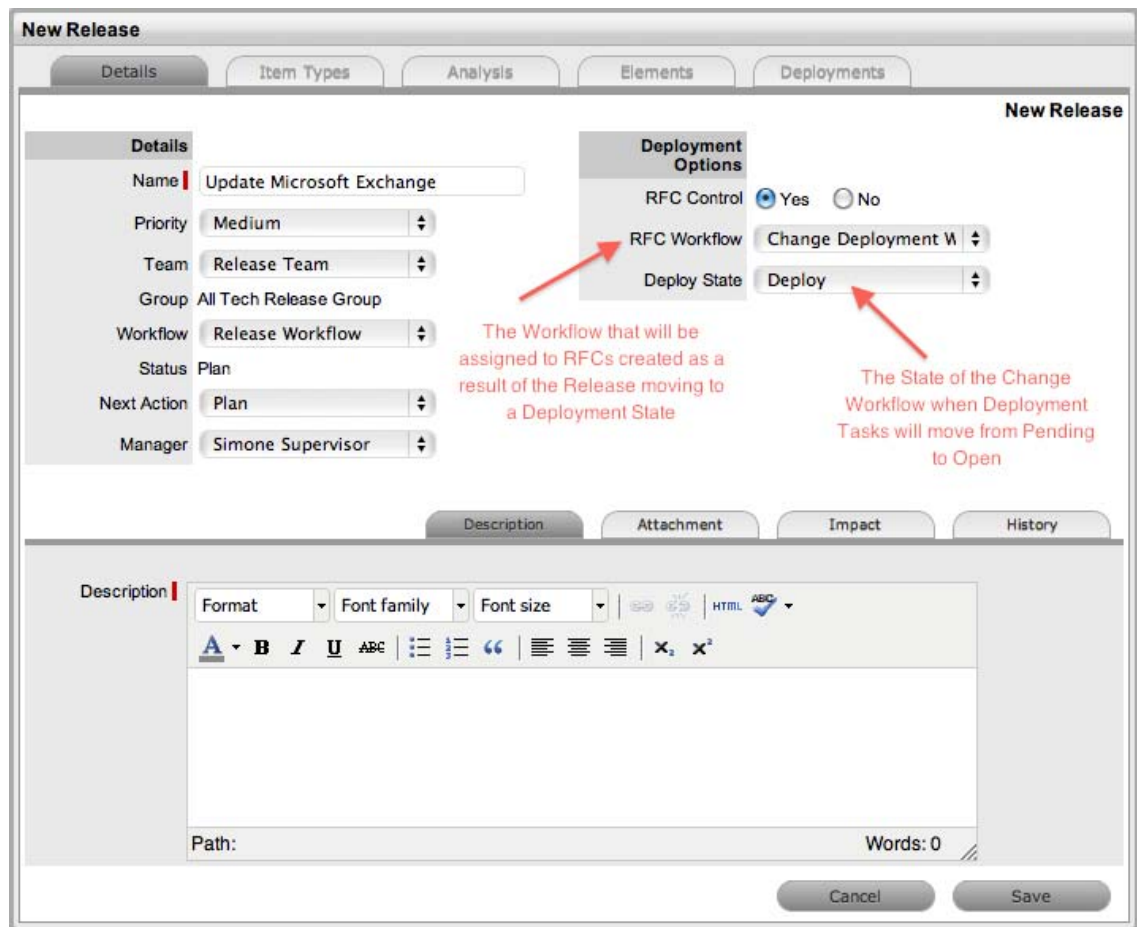 New Release
Details Item Types Analysis Elements Deployments
New Release
Details
Name Update Microsoft Exchange
Priority Medium
Team Release Team
Group All Tech Release Group
Workflow Release Workflow
Status Plan
Next Action Plan
Manager Simone Supervisor
Deployment
Options
RFC Control Yes No
RFC Workflow Change Deployment W
Deploy State Deploy
The Workflow that will be
assigned to RFCs created as a
result of the Release moving to
a Deployment State
The State of the Change
Workflow when Deployment
Tasks will move from Pending
to Open
Description Attachment Impact History
Description
Format Font family Font size HTML ABC
A B I U ABC “ x₂ x²
Path: Words: 0
Cancel Save